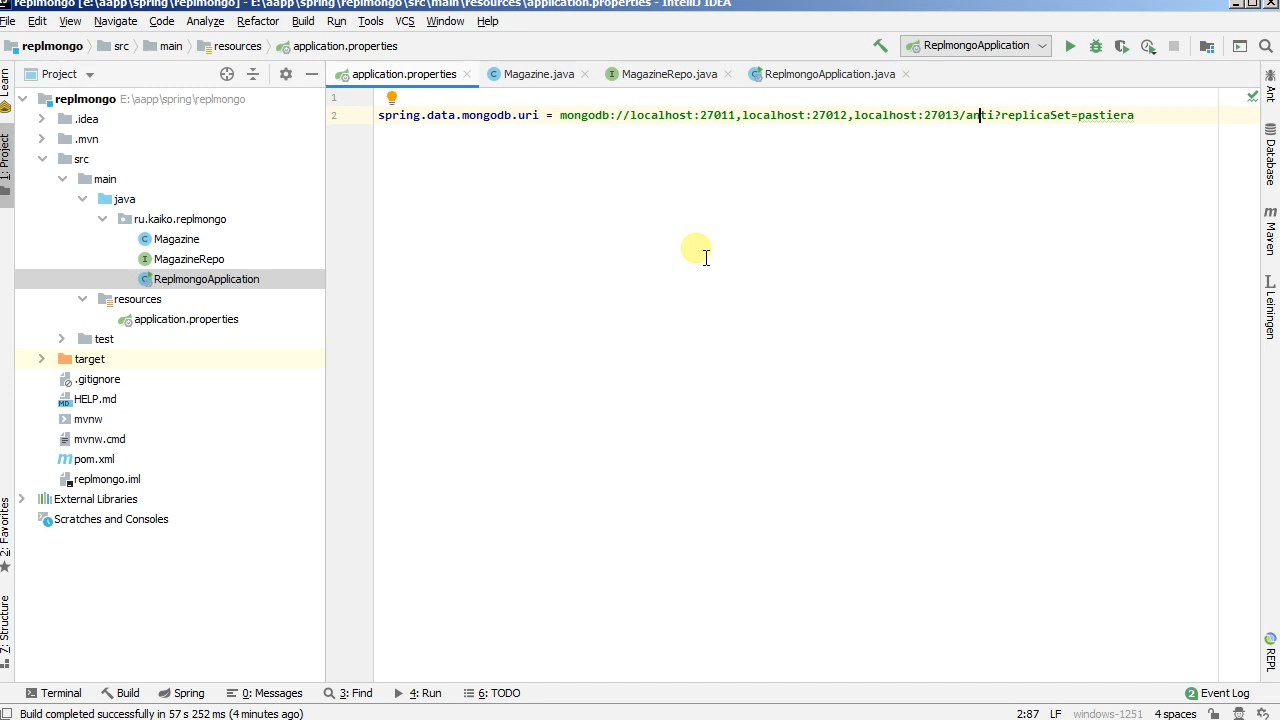 replmongo [e:\aapp\spring\replmongo] - E:\aapp\spring\replmongo\src\main\resources\application.properties - IntelliJ IDEA
File Edit View Navigate Code Analyze Refactor Build Run Tools VCS Window Help
replmongo src main resources application.properties ReplmongoApplication
Project application.properties Magazine.java MagazineRepo.java ReplmongoApplication.java
Learn
1: Project
2: Favorites
7: Structure
replmongo E:\aapp\spring\replmongo
.idea
.mvn
src
main
java
ru.kaiko.replmongo
Magazine
MagazineRepo
ReplmongoApplication
resources
application.properties
test
target
.gitignore
HELP.md
mvnw
mvnw.cmd
pom.xml
replmongo.iml
External Libraries
Scratches and Consoles
1
2 spring.data.mongodb.uri = mongodb://localhost:27011,localhost:27012,localhost:27013/anti?replicaSet=pastiera
Ant
Database
Maven
Leiningen
REPL
Terminal Build Spring 0: Messages 3: Find 4: Run 6: TODO 2 Event Log
Build completed successfully in 57 s 252 ms (4 minutes ago) 2:87 LF windows-1251 4 spaces